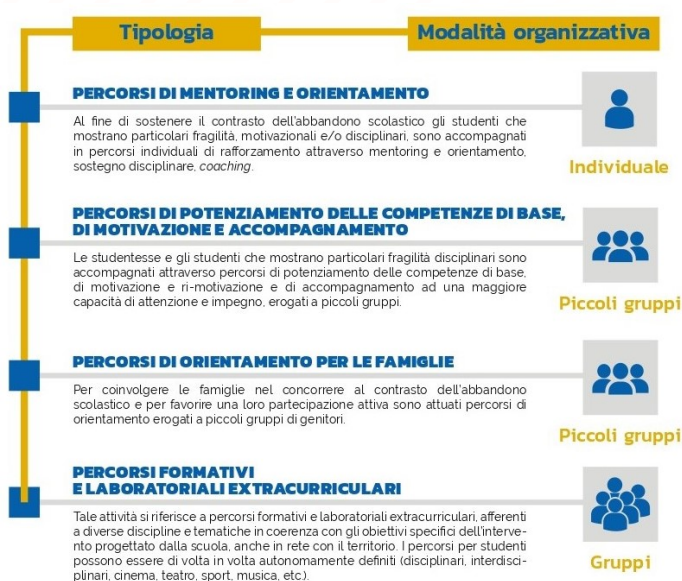 Tipologia
Modalità organizzativa
PERCORSI DI MENTORING E ORIENTAMENTO
Al fine di sostenere il contrasto dell'abbandono scolastico gli studenti che
mostrano particolari fragilità, motivazionali e/o disciplinari, sono accompagnati
in percorsi individuali di rafforzamento attraverso mentoring e orientamento,
sostegno disciplinare, coaching.
Individuale
PERCORSI DI POTENZIAMENTO DELLE COMPETENZE DI BASE,
DI MOTIVAZIONE E ACCOMPAGNAMENTO
Le studentesse e gli studenti che mostrano particolari fragilità disciplinari sono
accompagnati attraverso percorsi di potenziamento delle competenze di base,
di motivazione e ri-motivazione e di accompagnamento ad una maggiore
capacità di attenzione e impegno, erogati a piccoli gruppi.
Piccoli gruppi
PERCORSI DI ORIENTAMENTO PER LE FAMIGLIE
Per coinvolgere le famiglie nel concorrere al contrasto dell'abbandono
scolastico e per favorire una loro partecipazione attiva sono attuati percorsi di
orientamento erogati a piccoli gruppi di genitori.
Piccoli gruppi
PERCORSI FORMATIVI
E LABORATORIALI EXTRACURRICULARI
Tale attività si riferisce a percorsi formativi e laboratoriali extracurriculari, afferenti
a diverse discipline e tematiche in coerenza con gli obiettivi specifici dell'interve-
nto progettato dalla scuola, anche in rete con il territorio. I percorsi per studenti
possono essere di volta in volta autonomamente definiti (disciplinari, interdisci-
plinari, cinema, teatro, sport, musica, etc.).
Gruppi